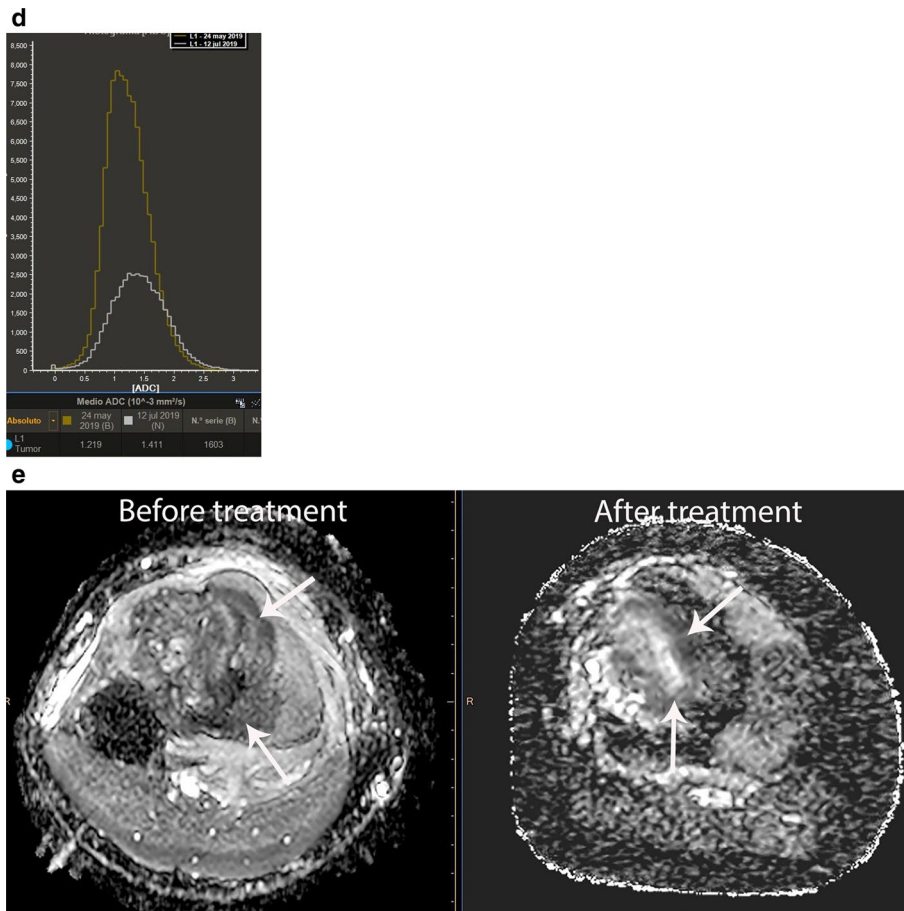 d
L1 - 24 may 2019
L1 - 12 jul 2019
8,500
8,000
7,500
7,000
6,500
6,000
5,500
5,000
4,500
4,000
3,500
3,000
2,500
2,000
1,500
1,000
500
0
0 0.5 1 1.5 2 2.5 3
[ADC]
Medio ADC (10^-3 mm²/s)
Absoluto 24 may 2019 (B) 12 jul 2019 (N) N.º serie (B) N.º
L1 Tumor 1.219 1.411 1603
e
Before treatment After treatment
R R